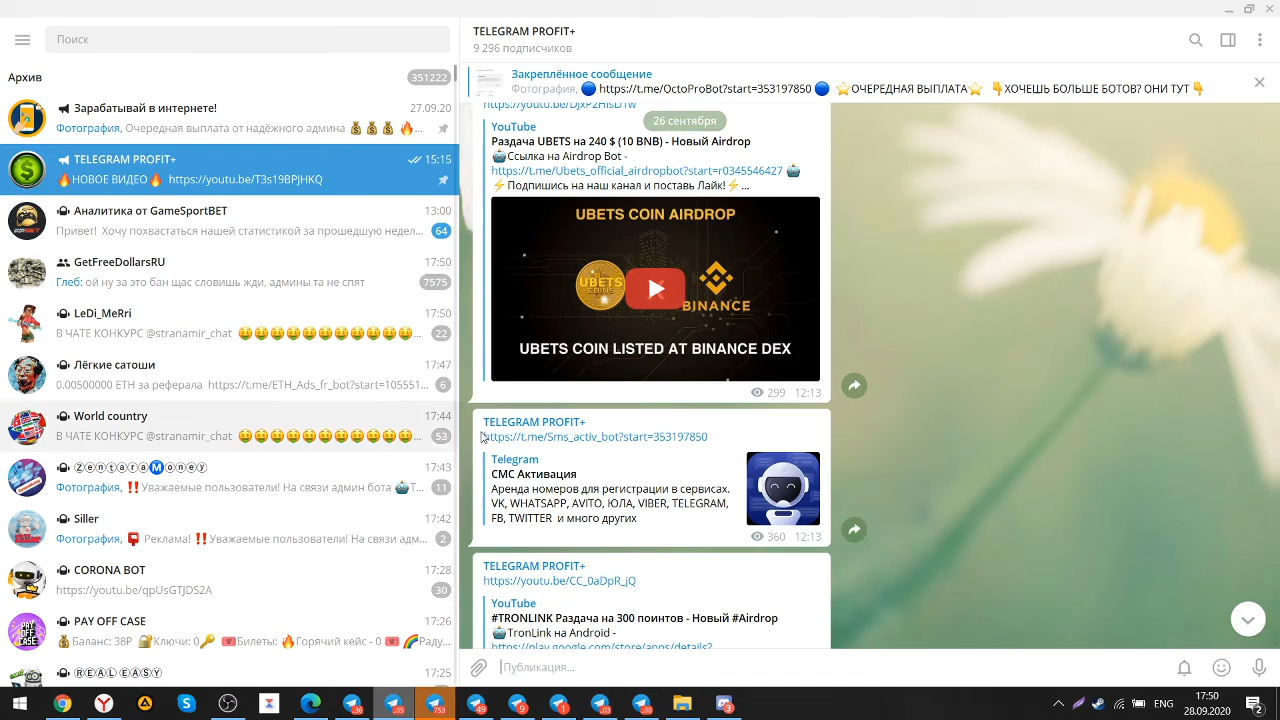 Поиск
Архив
351222
Зарабатывай в интернете!
27.09.20
Фотография, Очередная выплата от надёжного админа 💰 💰 💰 🔥...
TELEGRAM PROFIT+
15:15
🔥НОВОЕ ВИДЕО🔥 https://youtu.be/T3s19BPJHKQ
Аналитика от GameSportBET
13:00
Привет! Хочу похвастаться нашей статистикой за прошедшую недел...
64
GetFreeDollarsRU
17:50
Глеб: ой ну за это бан щас словишь жди, админы та не спят
7575
LeDi_MeRri
17:50
В ЧАТЕ КОНКУРС @stranamir_chat 🤑🤑🤑🤑🤑🤑🤑🤑🤑🤑🤑...
22
Лёгкие сатоши
17:47
0.00500000 ETH за реферала https://t.me/ETH_Ads_fr_bot?start=105551...
6
World country
17:44
В ЧАТЕ КОНКУРС @stranamir_chat 🤑🤑🤑🤑🤑🤑🤑🤑🤑🤑🤑...
53
17:43
Фотография, ‼️Уважаемые пользователи! На связи админ бота 🤖Т...
11
Siller
17:42
Фотография, 📮 Реклама! ‼️Уважаемые пользователи! На связи адм...
2
CORONA BOT
17:28
https://youtu.be/qpUsGTJDS2A
30
PAY OFF CASE
17:26
💰Баланс: 38₽ 🔐Ключи: 0🔑 🎟Билеты: 🔥Горячий кейс - 0 🎟 🌈Раду...
ⓇⒺⒶⓁ ⒺⒶⓈⓎ
17:25
TELEGRAM PROFIT+
9 296 подписчиков
Закреплённое сообщение
Фотография, 🔵 https://t.me/OctoProBot?start=353197850 🔵 ⭐️ОЧЕРЕДНАЯ ВЫПЛАТА⭐️ 👇ХОЧЕШЬ БОЛЬШЕ БОТОВ? ОНИ ТУТ 👇
26 сентября
YouTube
Раздача UBETS на 240 $ (10 BNB) - Новый Airdrop
🤖Ссылка на Airdrop Bot -
https://t.me/Ubets_official_airdropbot?start=r0345546427 🤖
⚡️Подпишись на наш канал и поставь Лайк!⚡️...
UBETS COIN AIRDROP
UBETS
COINS
BINANCE
UBETS COIN LISTED AT BINANCE DEX
299 12:13
TELEGRAM PROFIT+
https://t.me/Sms_activ_bot?start=353197850
Telegram
СМС Активация
Аренда номеров для регистрации в сервисах.
VK, WHATSAPP, AVITO, ЮЛА, VIBER, TELEGRAM,
FB, TWITTER и много других
360 12:13
TELEGRAM PROFIT+
https://youtu.be/CC_0aDpR_jQ
YouTube
#TRONLINK Раздача на 300 поинтов - Новый #Airdrop
🤖TronLink на Android -
https://play.google.com/store/apps/details?
Публикация...
ENG
17:50
28.09.2020
2